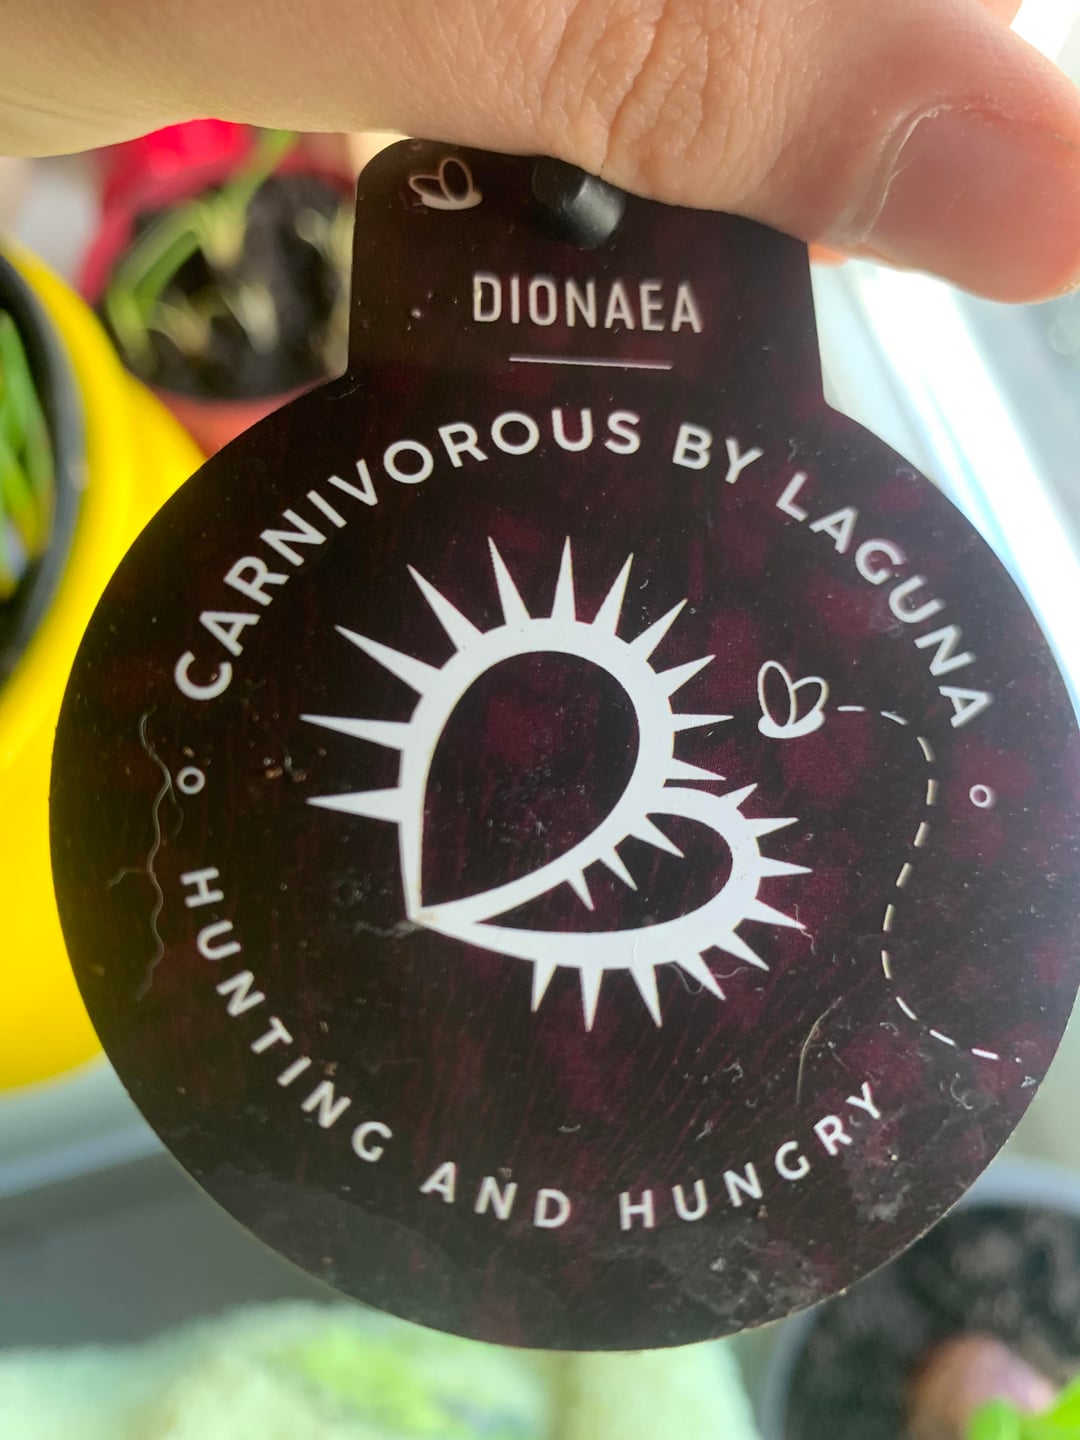 DIONAEA
CARNIVOROUS BY LAGUNA
HUNTING AND HUNGRY